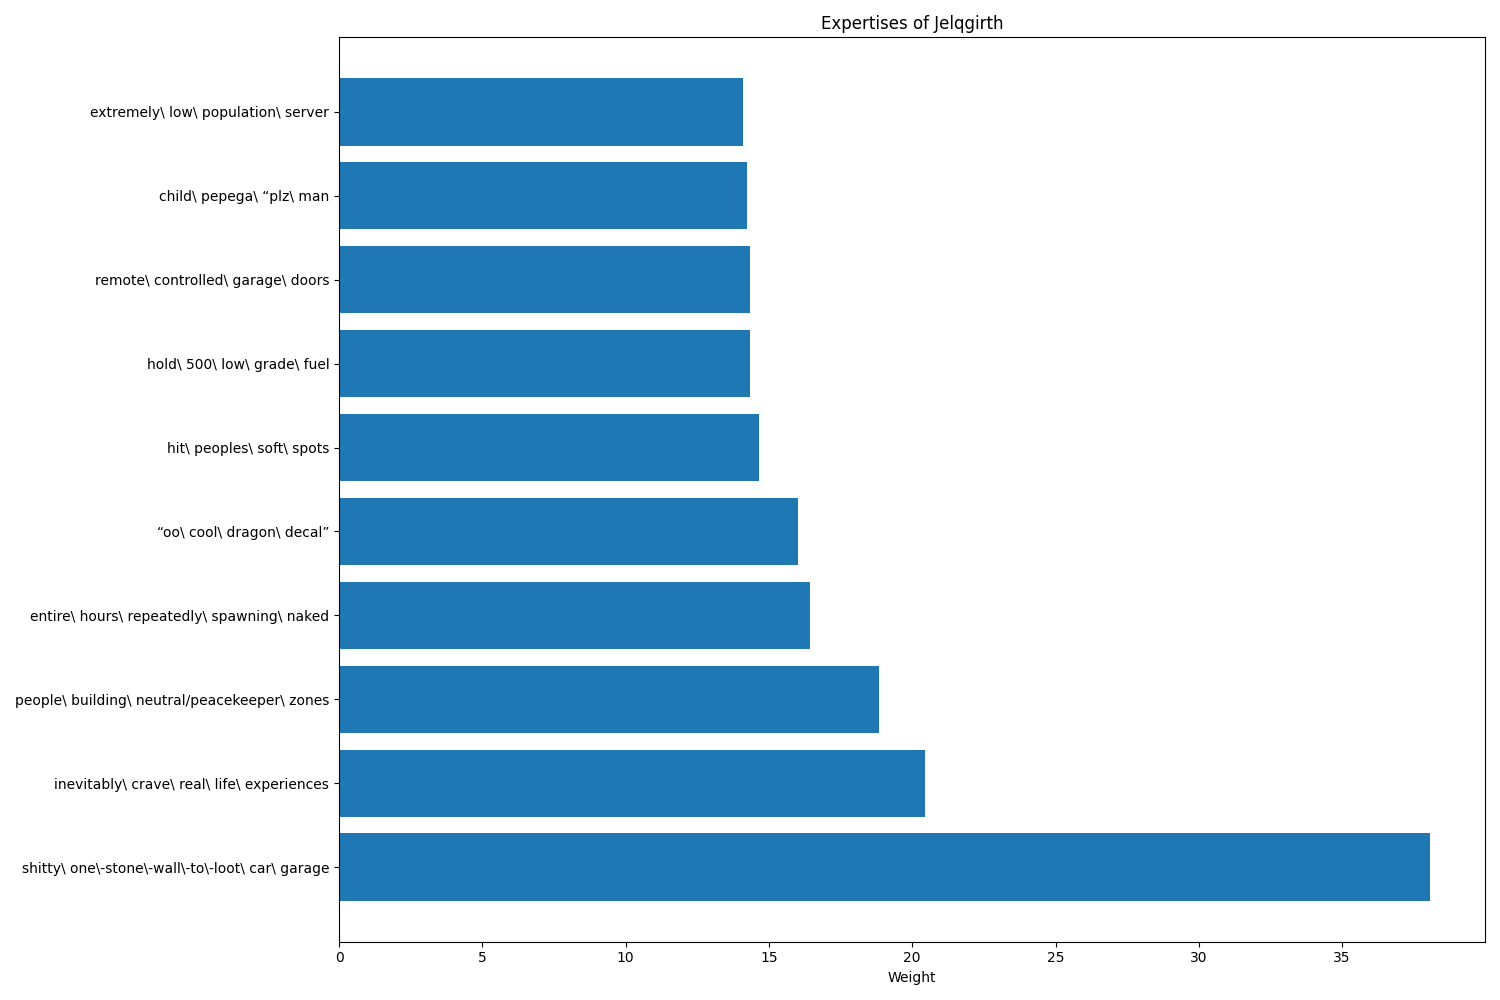 Expertises of Jelqgirth
extremely\ low\ population\ server
child\ pepega\ “plz\ man
remote\ controlled\ garage\ doors
hold\ 500\ low\ grade\ fuel
hit\ peoples\ soft\ spots
“oo\ cool\ dragon\ decal”
entire\ hours\ repeatedly\ spawning\ naked
people\ building\ neutral/peacekeeper\ zones
inevitably\ crave\ real\ life\ experiences
shitty\ one\-stone\-wall\-to\-loot\ car\ garage
0 5 10 15 20 25 30 35
Weight